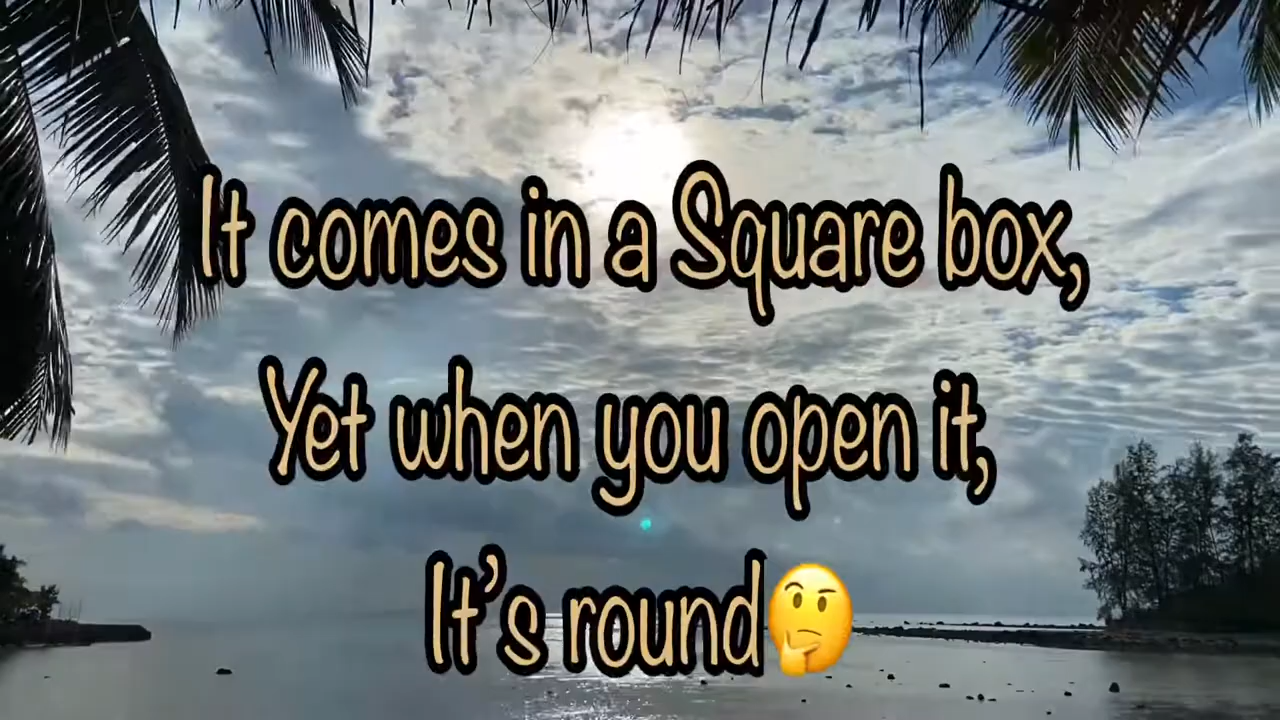 It comes in a Square box,
Yet when you open it,
It’s round🤔